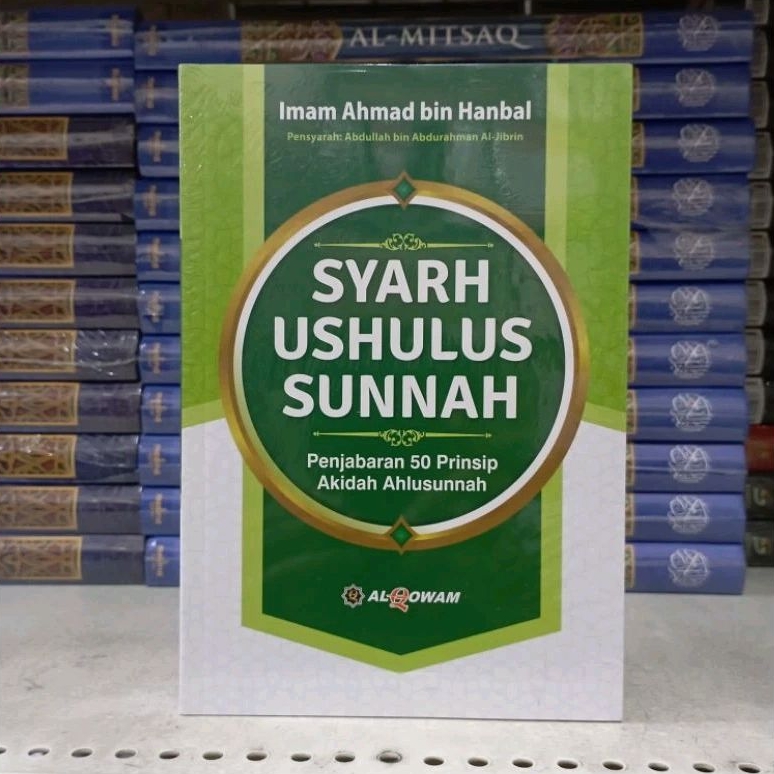 AL-MITSAQ
Imam Ahmad bin Hanbal
Pensyarah: Abdullah bin Abdurahman Al-Jibrin
SYARH
USHULUS
SUNNAH
Penjabaran 50 Prinsip
Akidah Ahlusunnah
AL-QOWAM